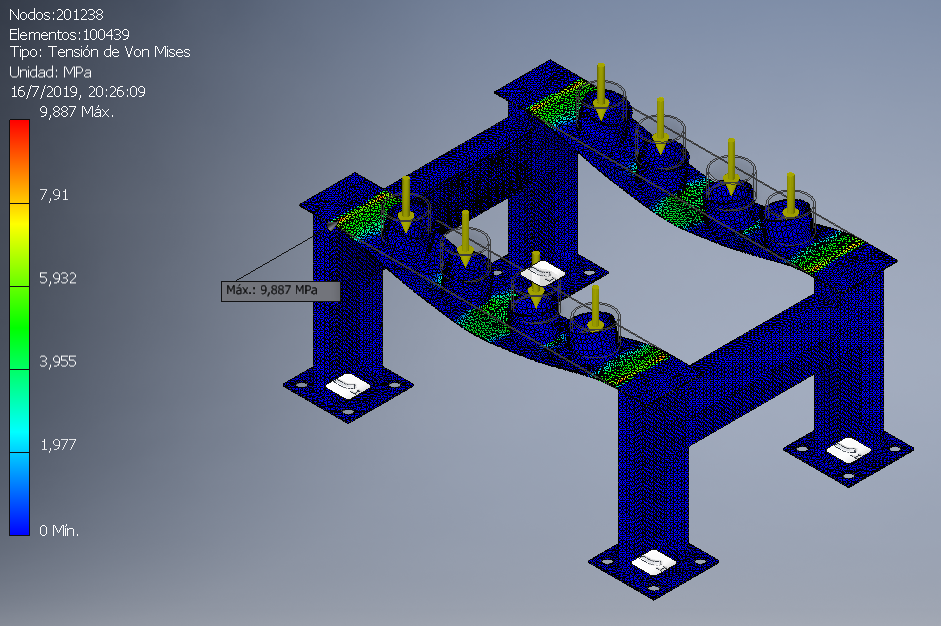 Nodos:201238
Elementos:100439
Tipo: Tensión de Von Mises
Unidad: MPa
16/7/2019, 20:26:09
9,887 Máx.
7,91
5,932
3,955
1,977
0 Mín.
Máx.: 9,887 MPa